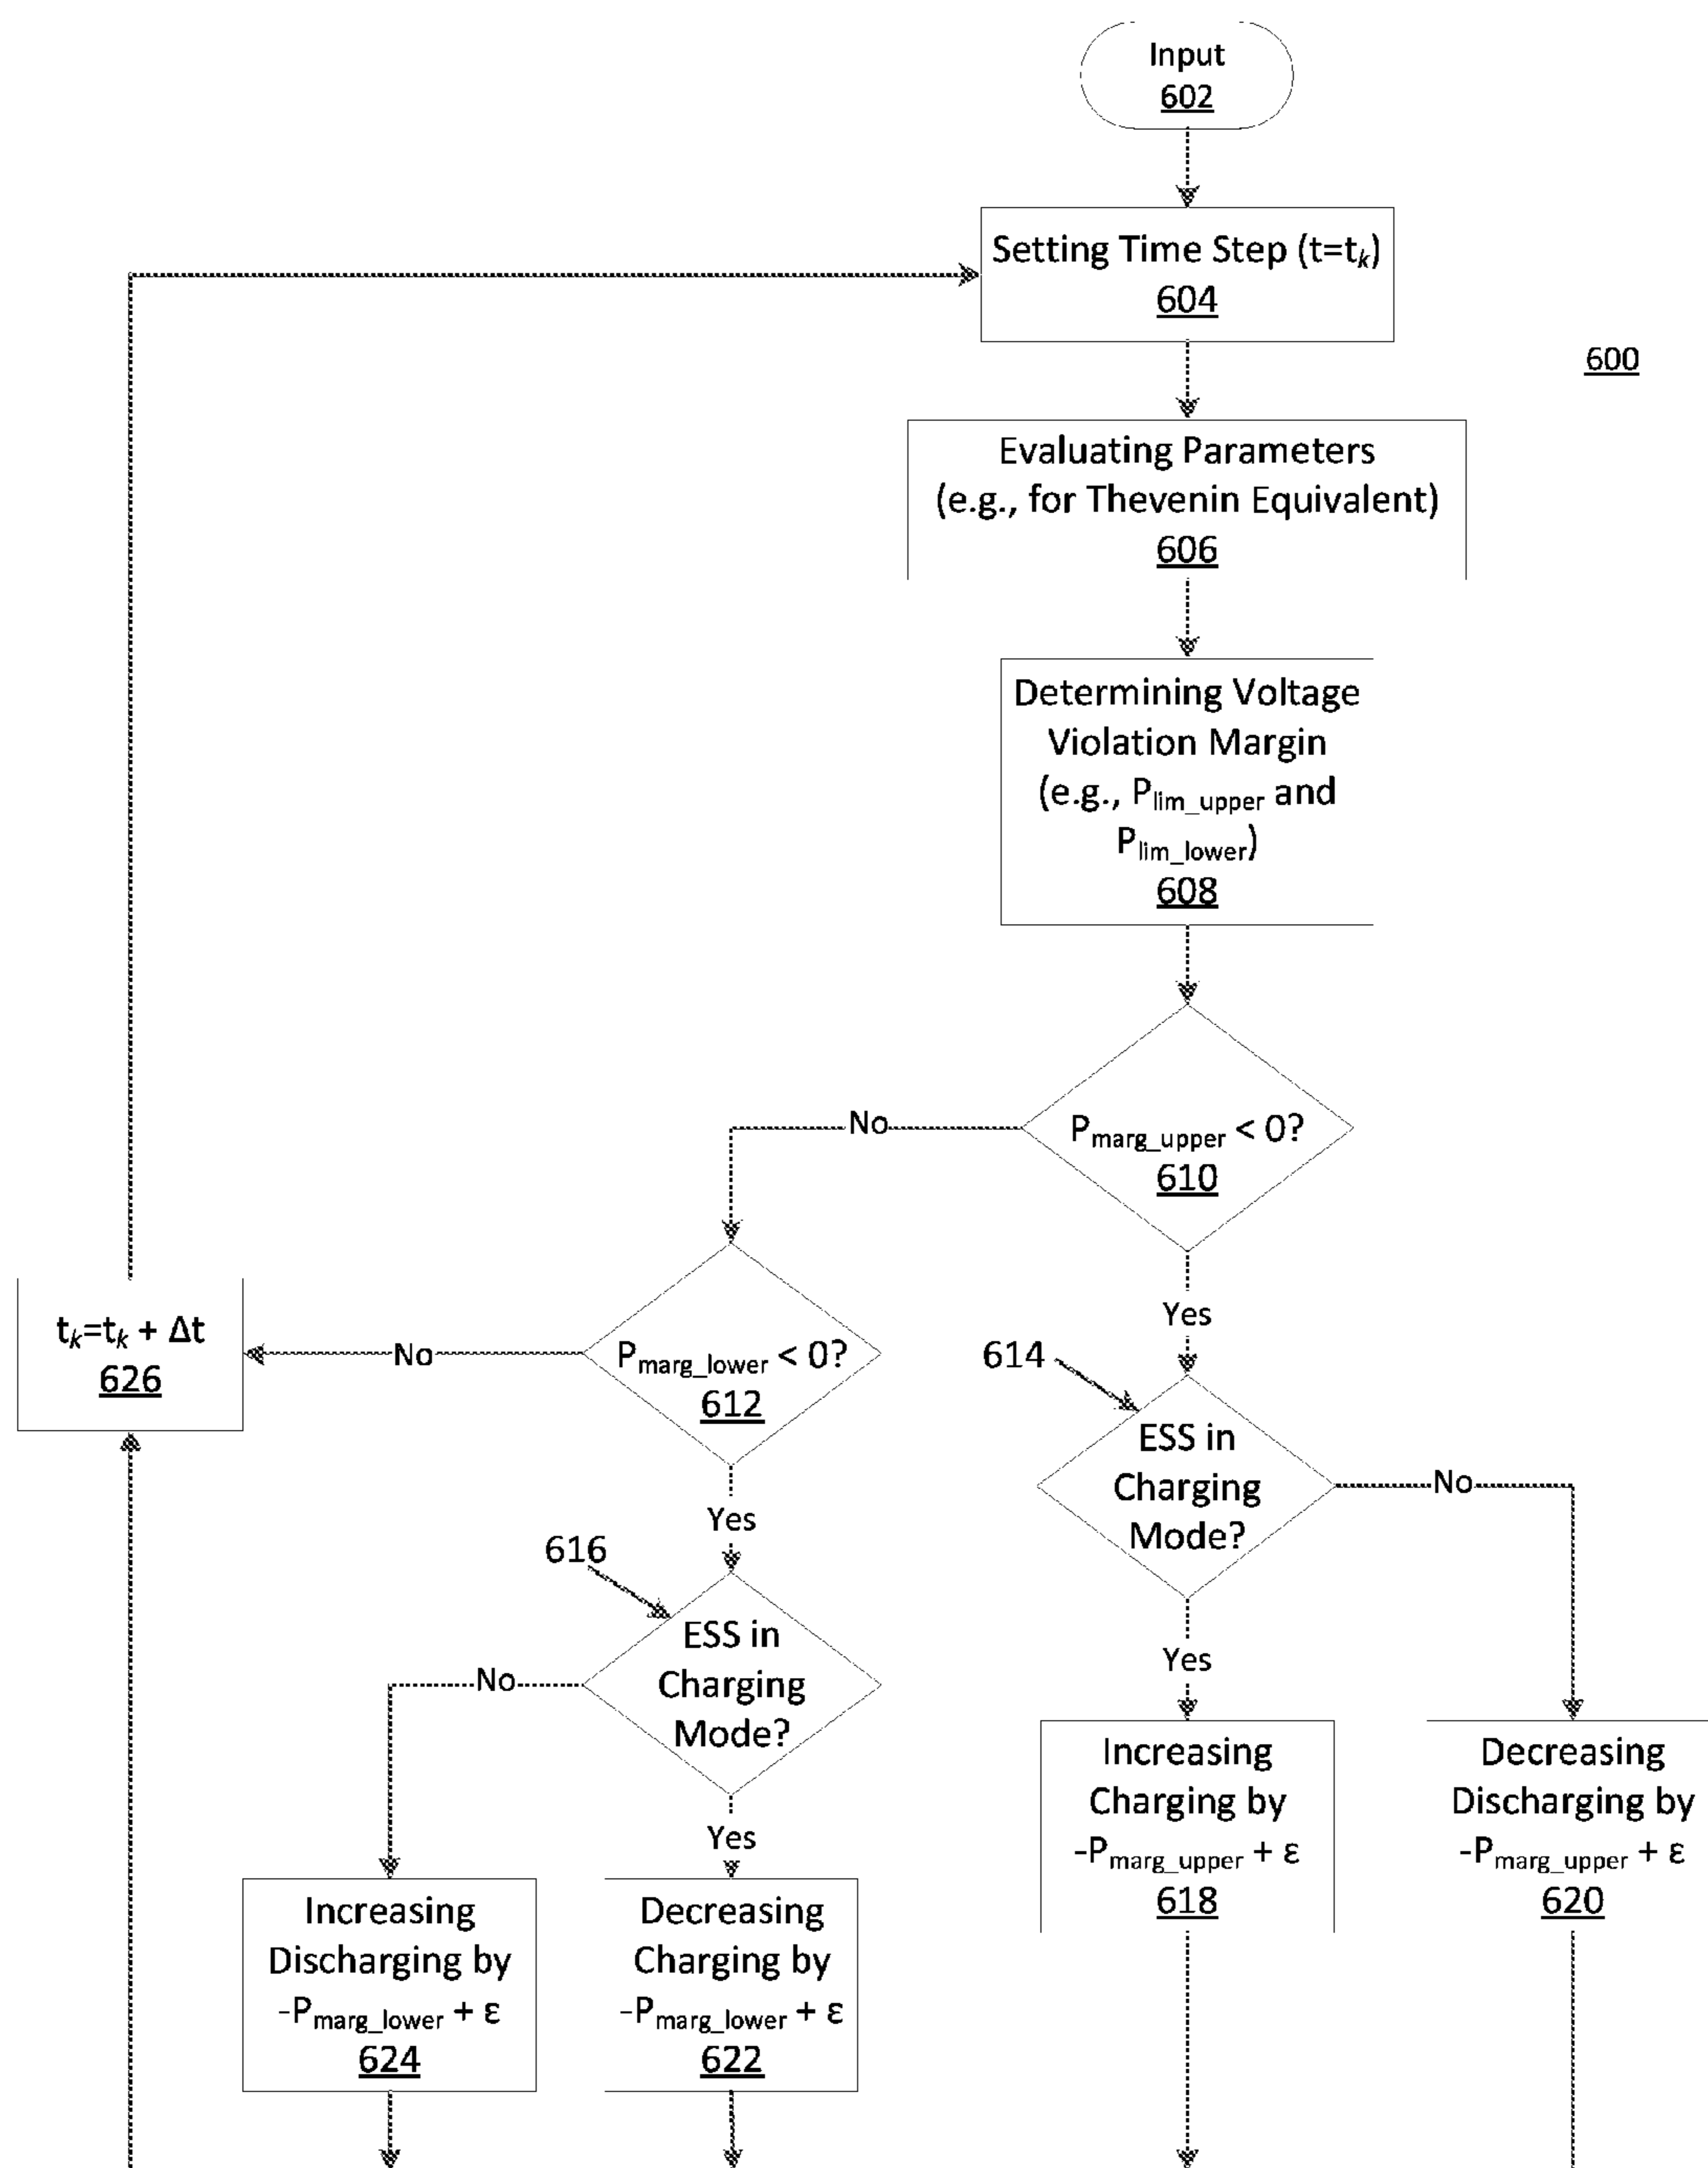 Input
602
Setting Time Step (t=tk)
604
600
Evaluating Parameters
(e.g., for Thevenin Equivalent)
606
Determining Voltage
Violation Margin
(e.g., Plim_upper and
Plim_lower)
608
No
Pmarg_upper < 0?
610
Yes
tk=tk + Δt
626
No
Pmarg_lower < 0?
612
614
ESS in
Charging
Mode?
No
Yes
616
ESS in
Charging
Mode?
No
Yes
Yes
Increasing
Charging by
-Pmarg_upper + ε
618
Decreasing
Discharging by
-Pmarg_upper + ε
620
Increasing
Discharging by
-Pmarg_lower + ε
624
Decreasing
Charging by
-Pmarg_lower + ε
622